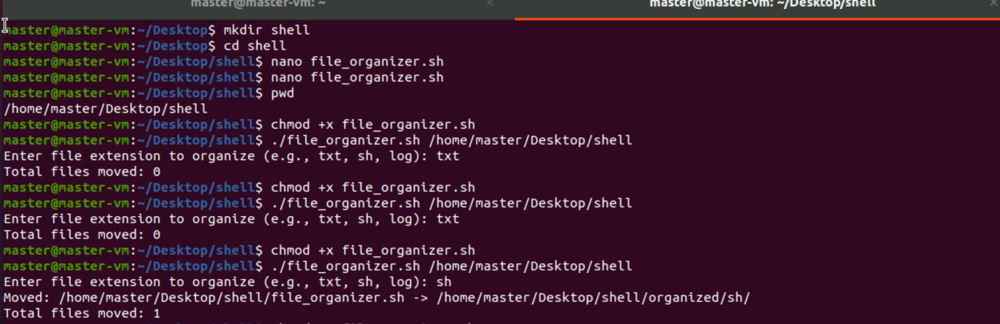 master@master-vm: ~ × master@master-vm: ~/Desktop/shell ×
master@master-vm:~/Desktop$ mkdir shell
master@master-vm:~/Desktop$ cd shell
master@master-vm:~/Desktop/shell$ nano file_organizer.sh
master@master-vm:~/Desktop/shell$ nano file_organizer.sh
master@master-vm:~/Desktop/shell$ pwd
/home/master/Desktop/shell
master@master-vm:~/Desktop/shell$ chmod +x file_organizer.sh
master@master-vm:~/Desktop/shell$ ./file_organizer.sh /home/master/Desktop/shell
Enter file extension to organize (e.g., txt, sh, log): txt
Total files moved: 0
master@master-vm:~/Desktop/shell$ chmod +x file_organizer.sh
master@master-vm:~/Desktop/shell$ ./file_organizer.sh /home/master/Desktop/shell
Enter file extension to organize (e.g., txt, sh, log): txt
Total files moved: 0
master@master-vm:~/Desktop/shell$ chmod +x file_organizer.sh
master@master-vm:~/Desktop/shell$ ./file_organizer.sh /home/master/Desktop/shell
Enter file extension to organize (e.g., txt, sh, log): sh
Moved: /home/master/Desktop/shell/file_organizer.sh -> /home/master/Desktop/shell/organized/sh/
Total files moved: 1